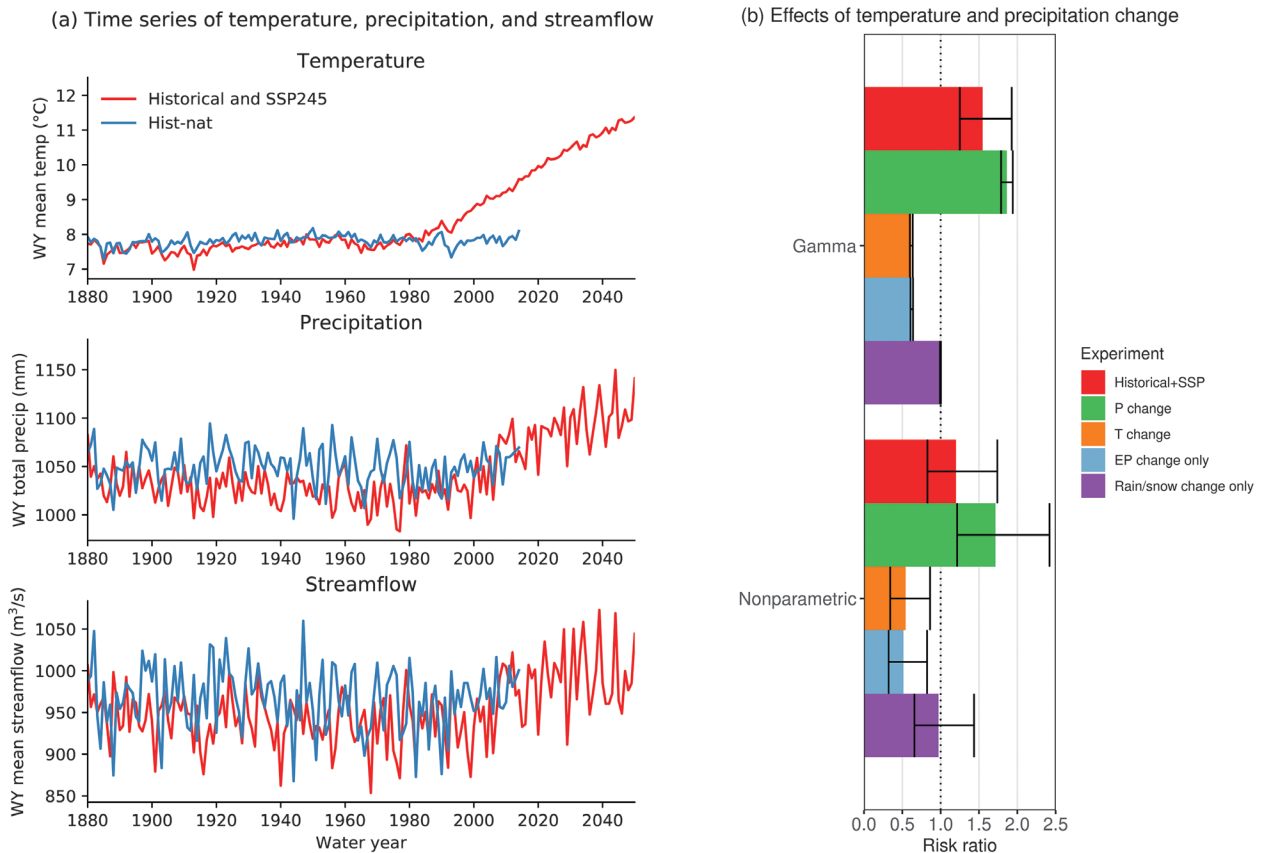 (a) Time series of temperature, precipitation, and streamflow
Temperature
WY mean temp (°C)
12
11
10
9
8
7
Historical and SSP245
Hist-nat
1880 1900 1920 1940 1960 1980 2000 2020 2040
Precipitation
WY total precip (mm)
1150
1100
1050
1000
1880 1900 1920 1940 1960 1980 2000 2020 2040
Streamflow
WY mean streamflow (m³/s)
1050
1000
950
900
850
1880 1900 1920 1940 1960 1980 2000 2020 2040
Water year
(b) Effects of temperature and precipitation change
Gamma
Nonparametric
0.0 0.5 1.0 1.5 2.0 2.5
Risk ratio
Experiment
Historical+SSP
P change
T change
EP change only
Rain/snow change only